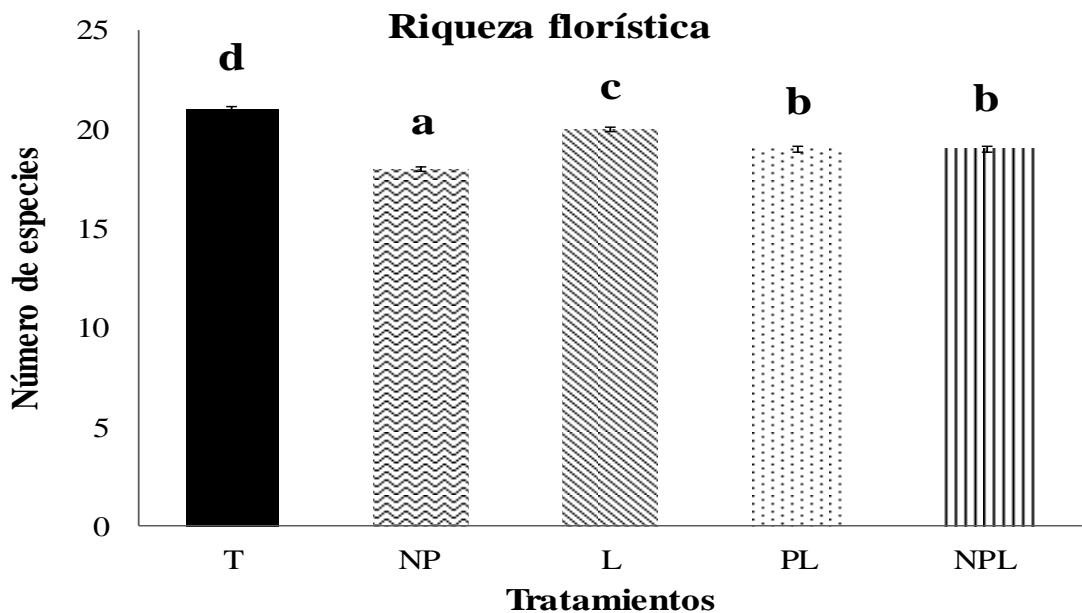 Riqueza florística
25
20
15
10
5
0
Número de especies
d
a
c
b
b
T NP L PL NPL
Tratamientos